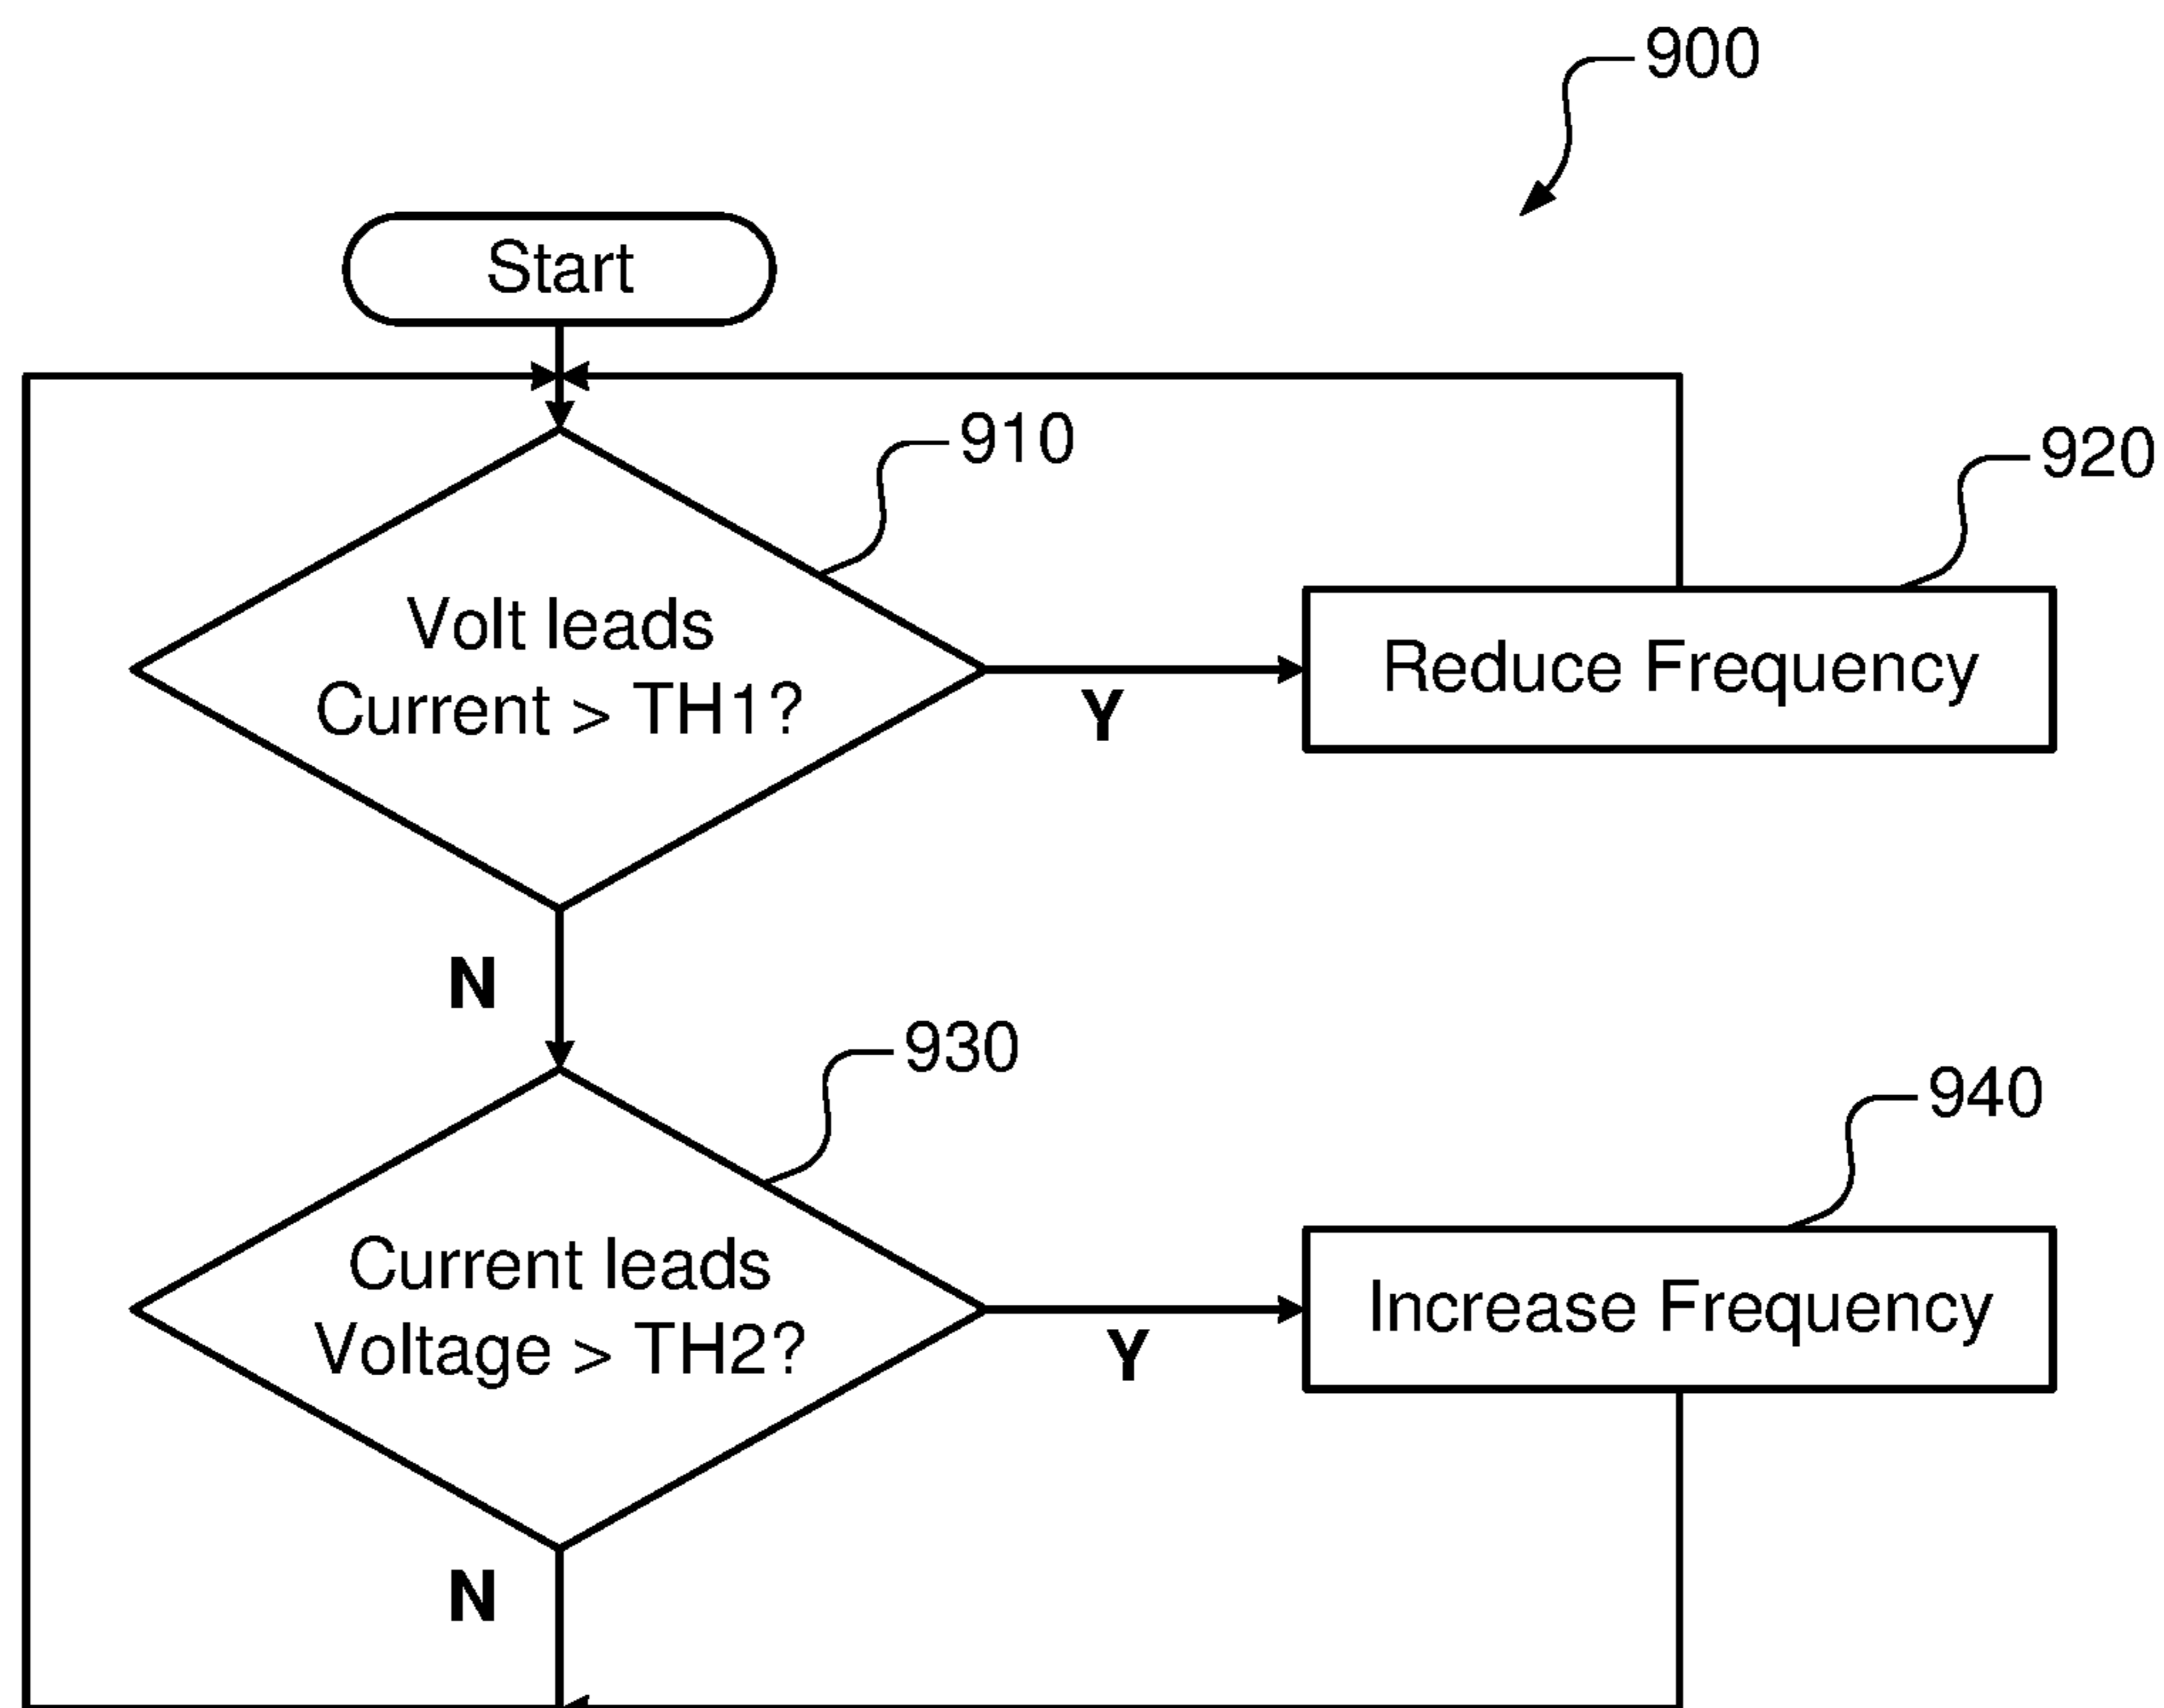 900
Start
910
920
Volt leads
Current > TH1?
Y
Reduce Frequency
N
930
940
Current leads
Voltage > TH2?
Y
Increase Frequency
N